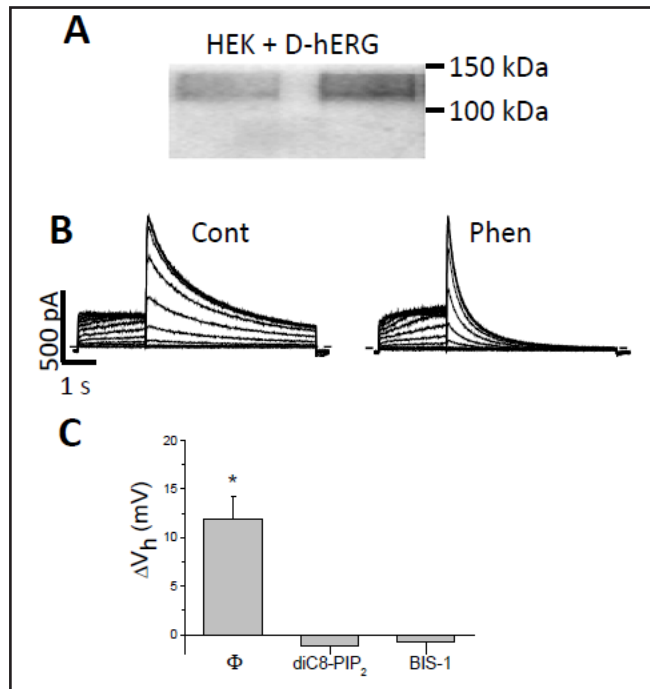 A
HEK + D-hERG
150 kDa
100 kDa
B
Cont
Phen
500 pA
1 s
C
20
15
10
5
0
ΔVh (mV)
*
Φ
diC8-PIP2
BIS-1